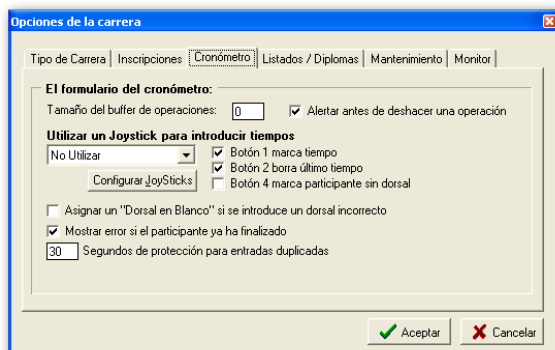 Opciones de la carrera
Tipo de Carrera Inscripciones Cronómetro Listados / Diplomas Mantenimiento Monitor
El formulario del cronómetro:
Tamaño del buffer de operaciones: 0 Alertar antes de deshacer una operación
Utilizar un Joystick para introducir tiempos
No Utilizar Botón 1 marca tiempo
Botón 2 borra último tiempo
Configurar JoySticks Botón 4 marca participante sin dorsal
Asignar un "Dorsal en Blanco" si se introduce un dorsal incorrecto
Mostrar error si el participante ya ha finalizado
30 Segundos de protección para entradas duplicadas
Aceptar Cancelar